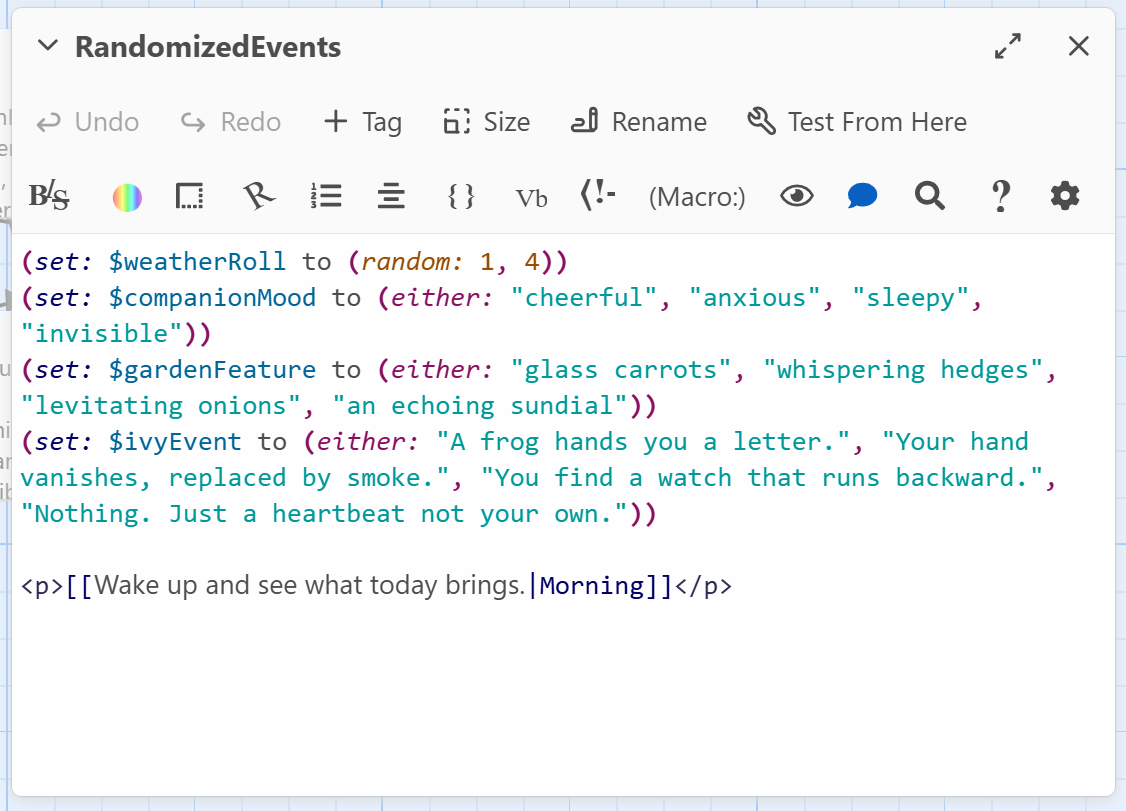 RandomizedEvents
Undo Redo + Tag Size Rename Test From Here
Vb (Macro:) ?
(set: $weatherRoll to (random: 1, 4))
(set: $companionMood to (either: "cheerful", "anxious", "sleepy",
"invisible"))
(set: $gardenFeature to (either: "glass carrots", "whispering hedges",
"levitating onions", "an echoing sundial"))
(set: $ivyEvent to (either: "A frog hands you a letter.", "Your hand
vanishes, replaced by smoke.", "You find a watch that runs backward.",
"Nothing. Just a heartbeat not your own."))
<p>[[Wake up and see what today brings.|Morning]]</p>